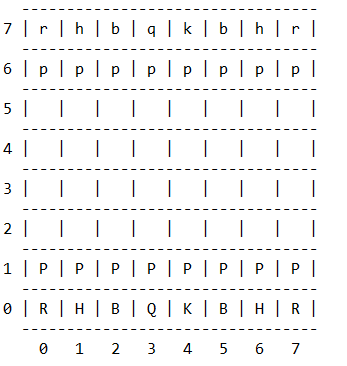 ---------------------------------
7 | r | h | b | q | k | b | h | r |
---------------------------------
6 | p | p | p | p | p | p | p | p |
---------------------------------
5 |   |   |   |   |   |   |   |   |
---------------------------------
4 |   |   |   |   |   |   |   |   |
---------------------------------
3 |   |   |   |   |   |   |   |   |
---------------------------------
2 |   |   |   |   |   |   |   |   |
---------------------------------
1 | P | P | P | P | P | P | P | P |
---------------------------------
0 | R | H | B | Q | K | B | H | R |
---------------------------------
0 1 2 3 4 5 6 7